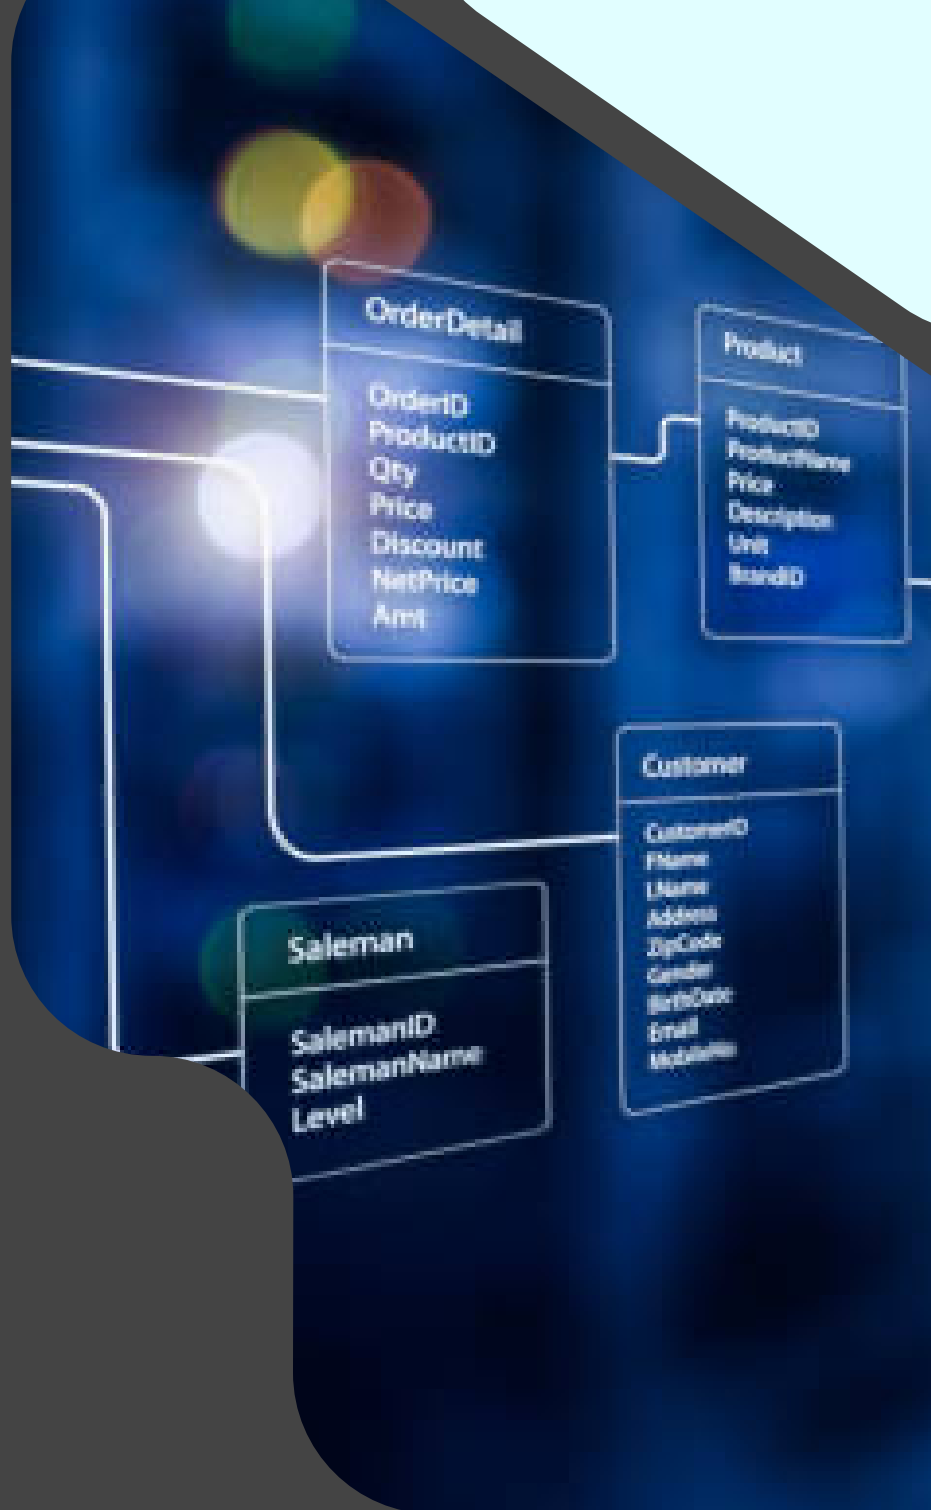 OrderDetail
OrderID
ProductID
Qty
Price
Discount
NetPrice
Amt
Product
ProductID
ProductName
Price
Description
Unit
BrandID
Customer
CustomerID
FName
LName
Address
ZipCode
Gender
BirthDate
Email
MobileNo
Saleman
SalemanID
SalemanName
Level